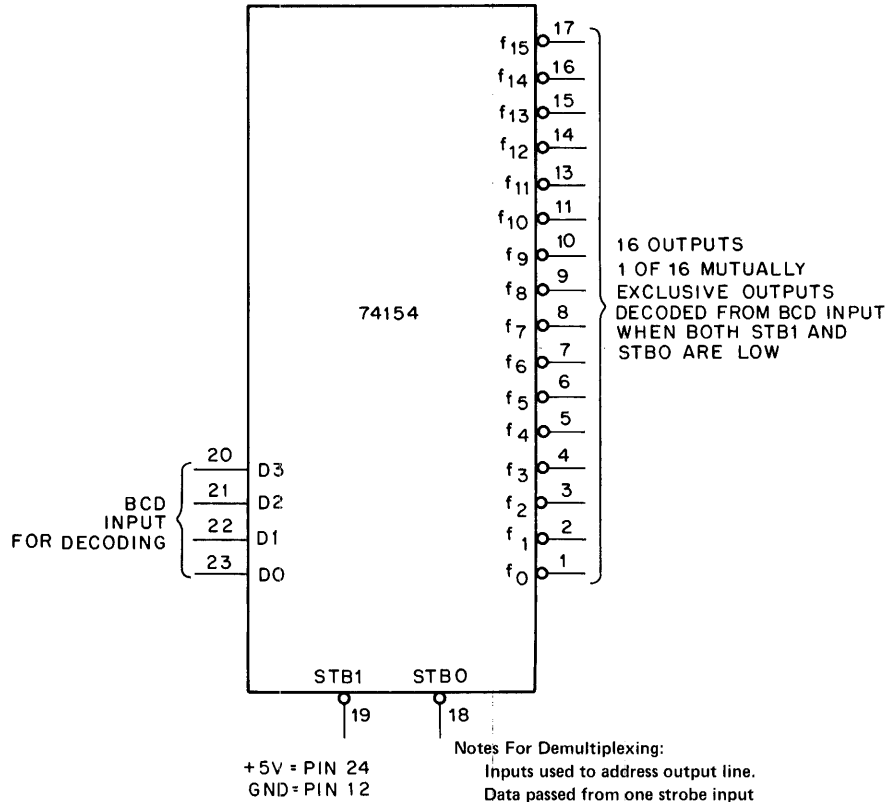 f15 17
f14 16
f13 15
f12 14
f11 13
f10 11
f9 10
f8 9
f7 8
f6 7
f5 6
f4 5
f3 4
f2 3
f1 2
f0 1
16 OUTPUTS
1 OF 16 MUTUALLY
EXCLUSIVE OUTPUTS
DECODED FROM BCD INPUT
WHEN BOTH STB1 AND
STB0 ARE LOW
74154
BCD
INPUT
FOR DECODING
20 D3
21 D2
22 D1
23 D0
STB1 STB0
19 18
+5V = PIN 24
GND = PIN 12
Notes For Demultiplexing:
Inputs used to address output line.
Data passed from one strobe input